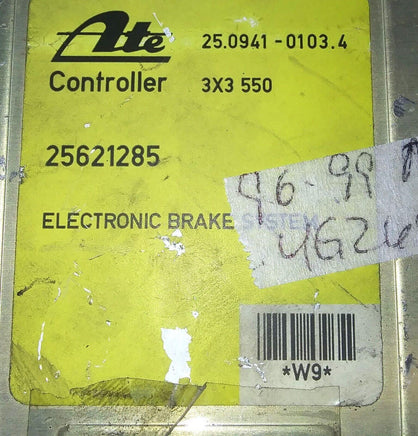 Ate 25.0941-0103.4
Controller 3X3 550
25621285
96-99
ELECTRONIC BRAKE SYSTEM
*W9*